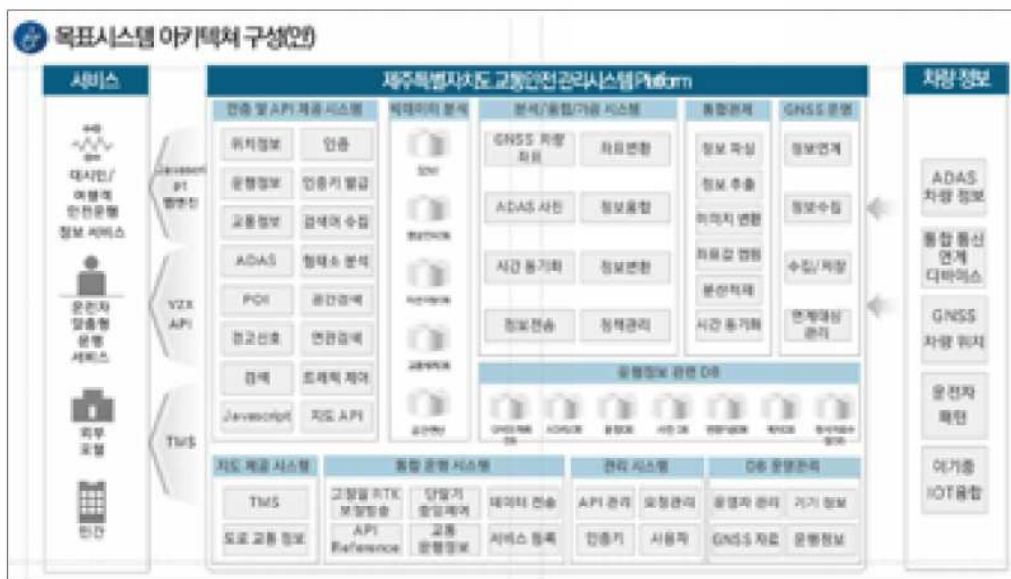 목표시스템 아키텍쳐 구성(안)
서비스
대시민/
여행객
안전운행
정보 서비스
운전자
맞춤형
운행
서비스
외부
포털
민간
Javascri
pt
웹엔진
V2X
API
TMS
제주특별자치도 교통안전 관리시스템 Platform
인증 및 API 제공 시스템
위치정보
인증
운행정보
인증키 발급
교통정보
검색어 수집
ADAS
형태소 분석
POI
공간검색
경고신호
연관검색
검색
트래픽 제어
Javascript
지도 API
빅데이터 분석
분석/융합/가공 시스템
GNSS 차량
좌표
좌표변환
ADAS 사진
정보융합
시간 동기화
정보변환
정보전송
정책관리
통합관제
정보 파싱
정보 추출
이미지 변환
좌표값 맵핑
분산적재
시간 동기화
GNSS 운영
정보연계
정보수집
수집/저장
연계대상
관리
운행정보 관련 DB
지도 제공 시스템
TMS
도로 교통 정보
통합 운행 시스템
고정밀 RTK
보정방송
단말기
데이터 전송
API
Reference
교통
운행정보
서비스 등록
관리 시스템
API 관리
요청관리
인증키
사용자
DB 운영관리
운영자 관리
기기 정보
GNSS 자료
운행정보
차량 정보
ADAS
차량 정보
통합 통신
연계
디바이스
GNSS
차량 위치
운전자
패턴
이기종
IOT융합